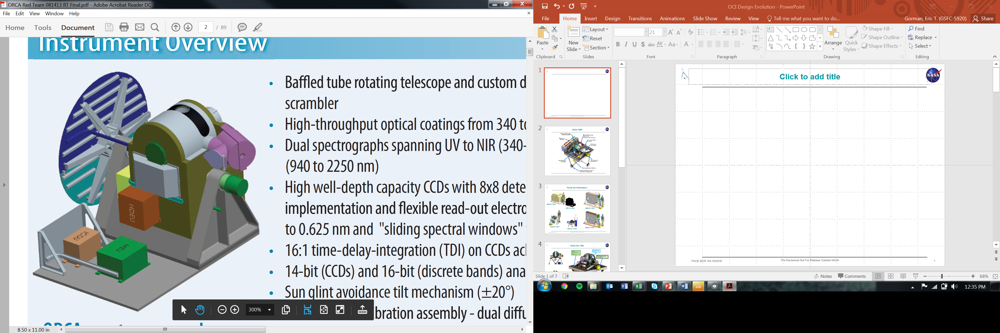 ORCA Red Team 081413 RT Final.pdf - Adobe Acrobat Reader DC
File Edit View Window Help
Home Tools Document 2 / 89
Instrument Overview
• Baffled tube rotating telescope and custom d
scrambler
• High-throughput optical coatings from 340 to
• Dual spectrographs spanning UV to NIR (340-
(940 to 2250 nm)
• High well-depth capacity CCDs with 8x8 dete
implementation and flexible read-out electro
to 0.625 nm and "sliding spectral windows"
• 16:1 time-delay-integration (TDI) on CCDs ac
• 14-bit (CCDs) and 16-bit (discrete bands) ana
• Sun glint avoidance tilt mechanism (±20°)
bration assembly - dual diffu
HDEU
ICDU
MEU
300%
8.50 x 11.00 in
OCI Design Evolution - PowerPoint
File Home Insert Design Transitions Animations Slide Show Review View Tell me what you want to do...
Gorman, Eric T. (GSFC-5920) Share
Paste
Clipboard
New
Slide
Layout
Reset
Section
Slides
21
B I U S abc AV Aa A
Font
Paragraph
Arrange
Quick
Styles
Shape Fill
Shape Outline
Shape Effects
Drawing
Find
Replace
Select
Editing
1
2
ORCA TMR
3
PACE OCI Pre-Phase A
4
PACE OCI TMC
Click to add title
NASA
PACE MCR 3/8-10/2016
Pre-Decisional Not For Release Outside NASA
1
Slide 1 of 7
Notes Comments 68%
12:35 PM